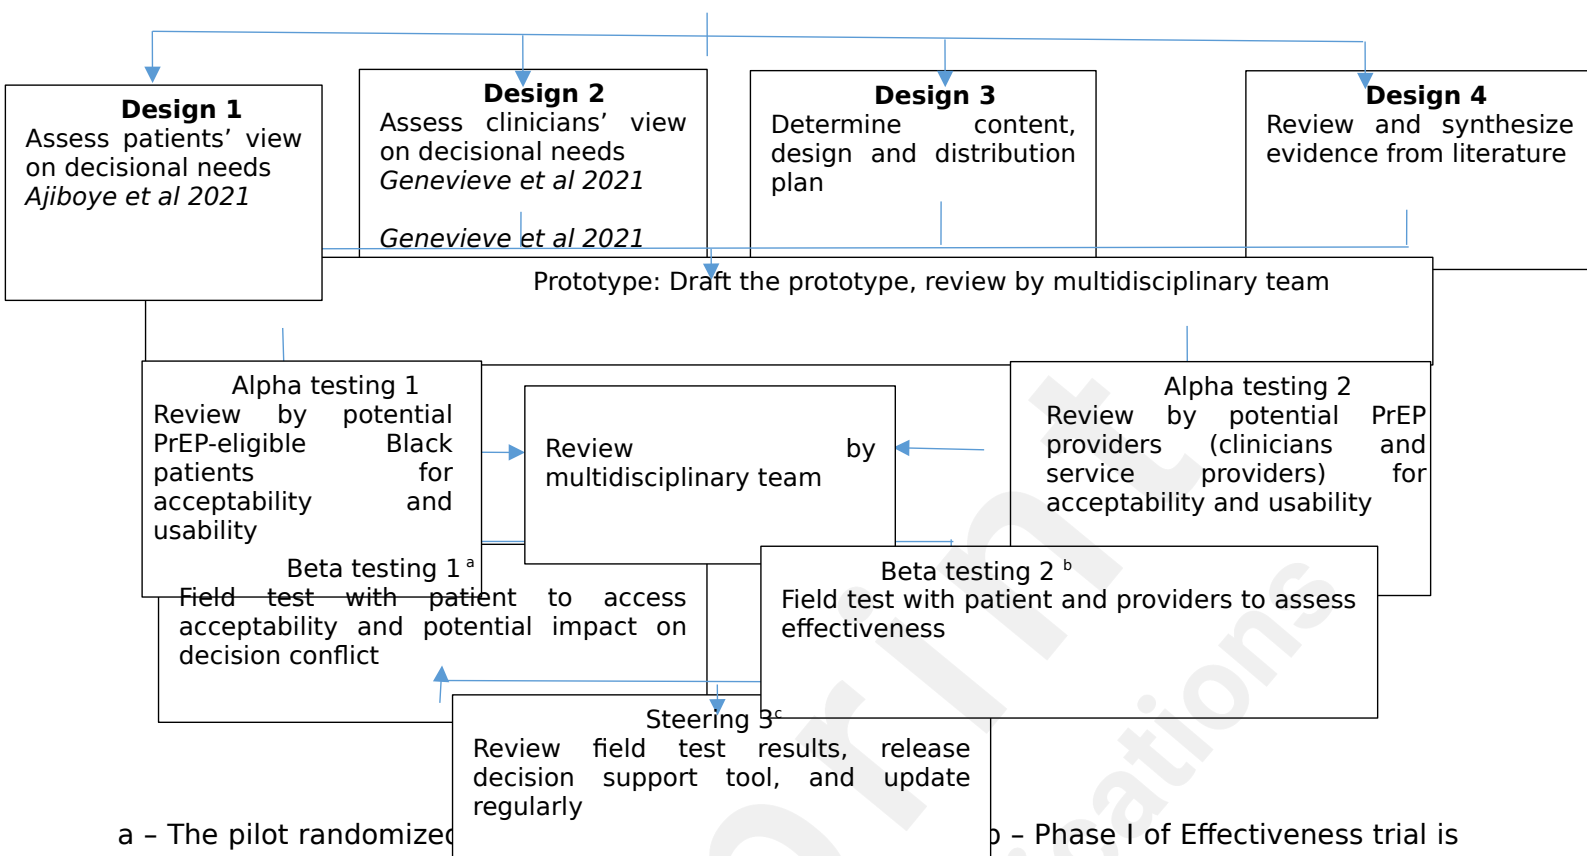 Design 1
Assess patients’ view
on decisional needs
Ajiboye et al 2021
Design 2
Assess clinicians’ view
on decisional needs
Genevieve et al 2021
Genevieve et al 2021
Design 3
Determine content,
design and distribution
plan
Design 4
Review and synthesize
evidence from literature
Prototype: Draft the prototype, review by multidisciplinary team
Alpha testing 1
Review by potential
PrEP-eligible Black
patients for
acceptability and
usability
Review by
multidisciplinary team
Alpha testing 2
Review by potential PrEP
providers (clinicians and
service providers) for
acceptability and usability
Beta testing 1 a
Field test with patient to access
acceptability and potential impact on
decision conflict
Beta testing 2 b
Field test with patient and providers to assess
effectiveness
Steering 3c
Review field test results, release
decision support tool, and update
regularly
a – The pilot randomized – Phase I of Effectiveness trial is